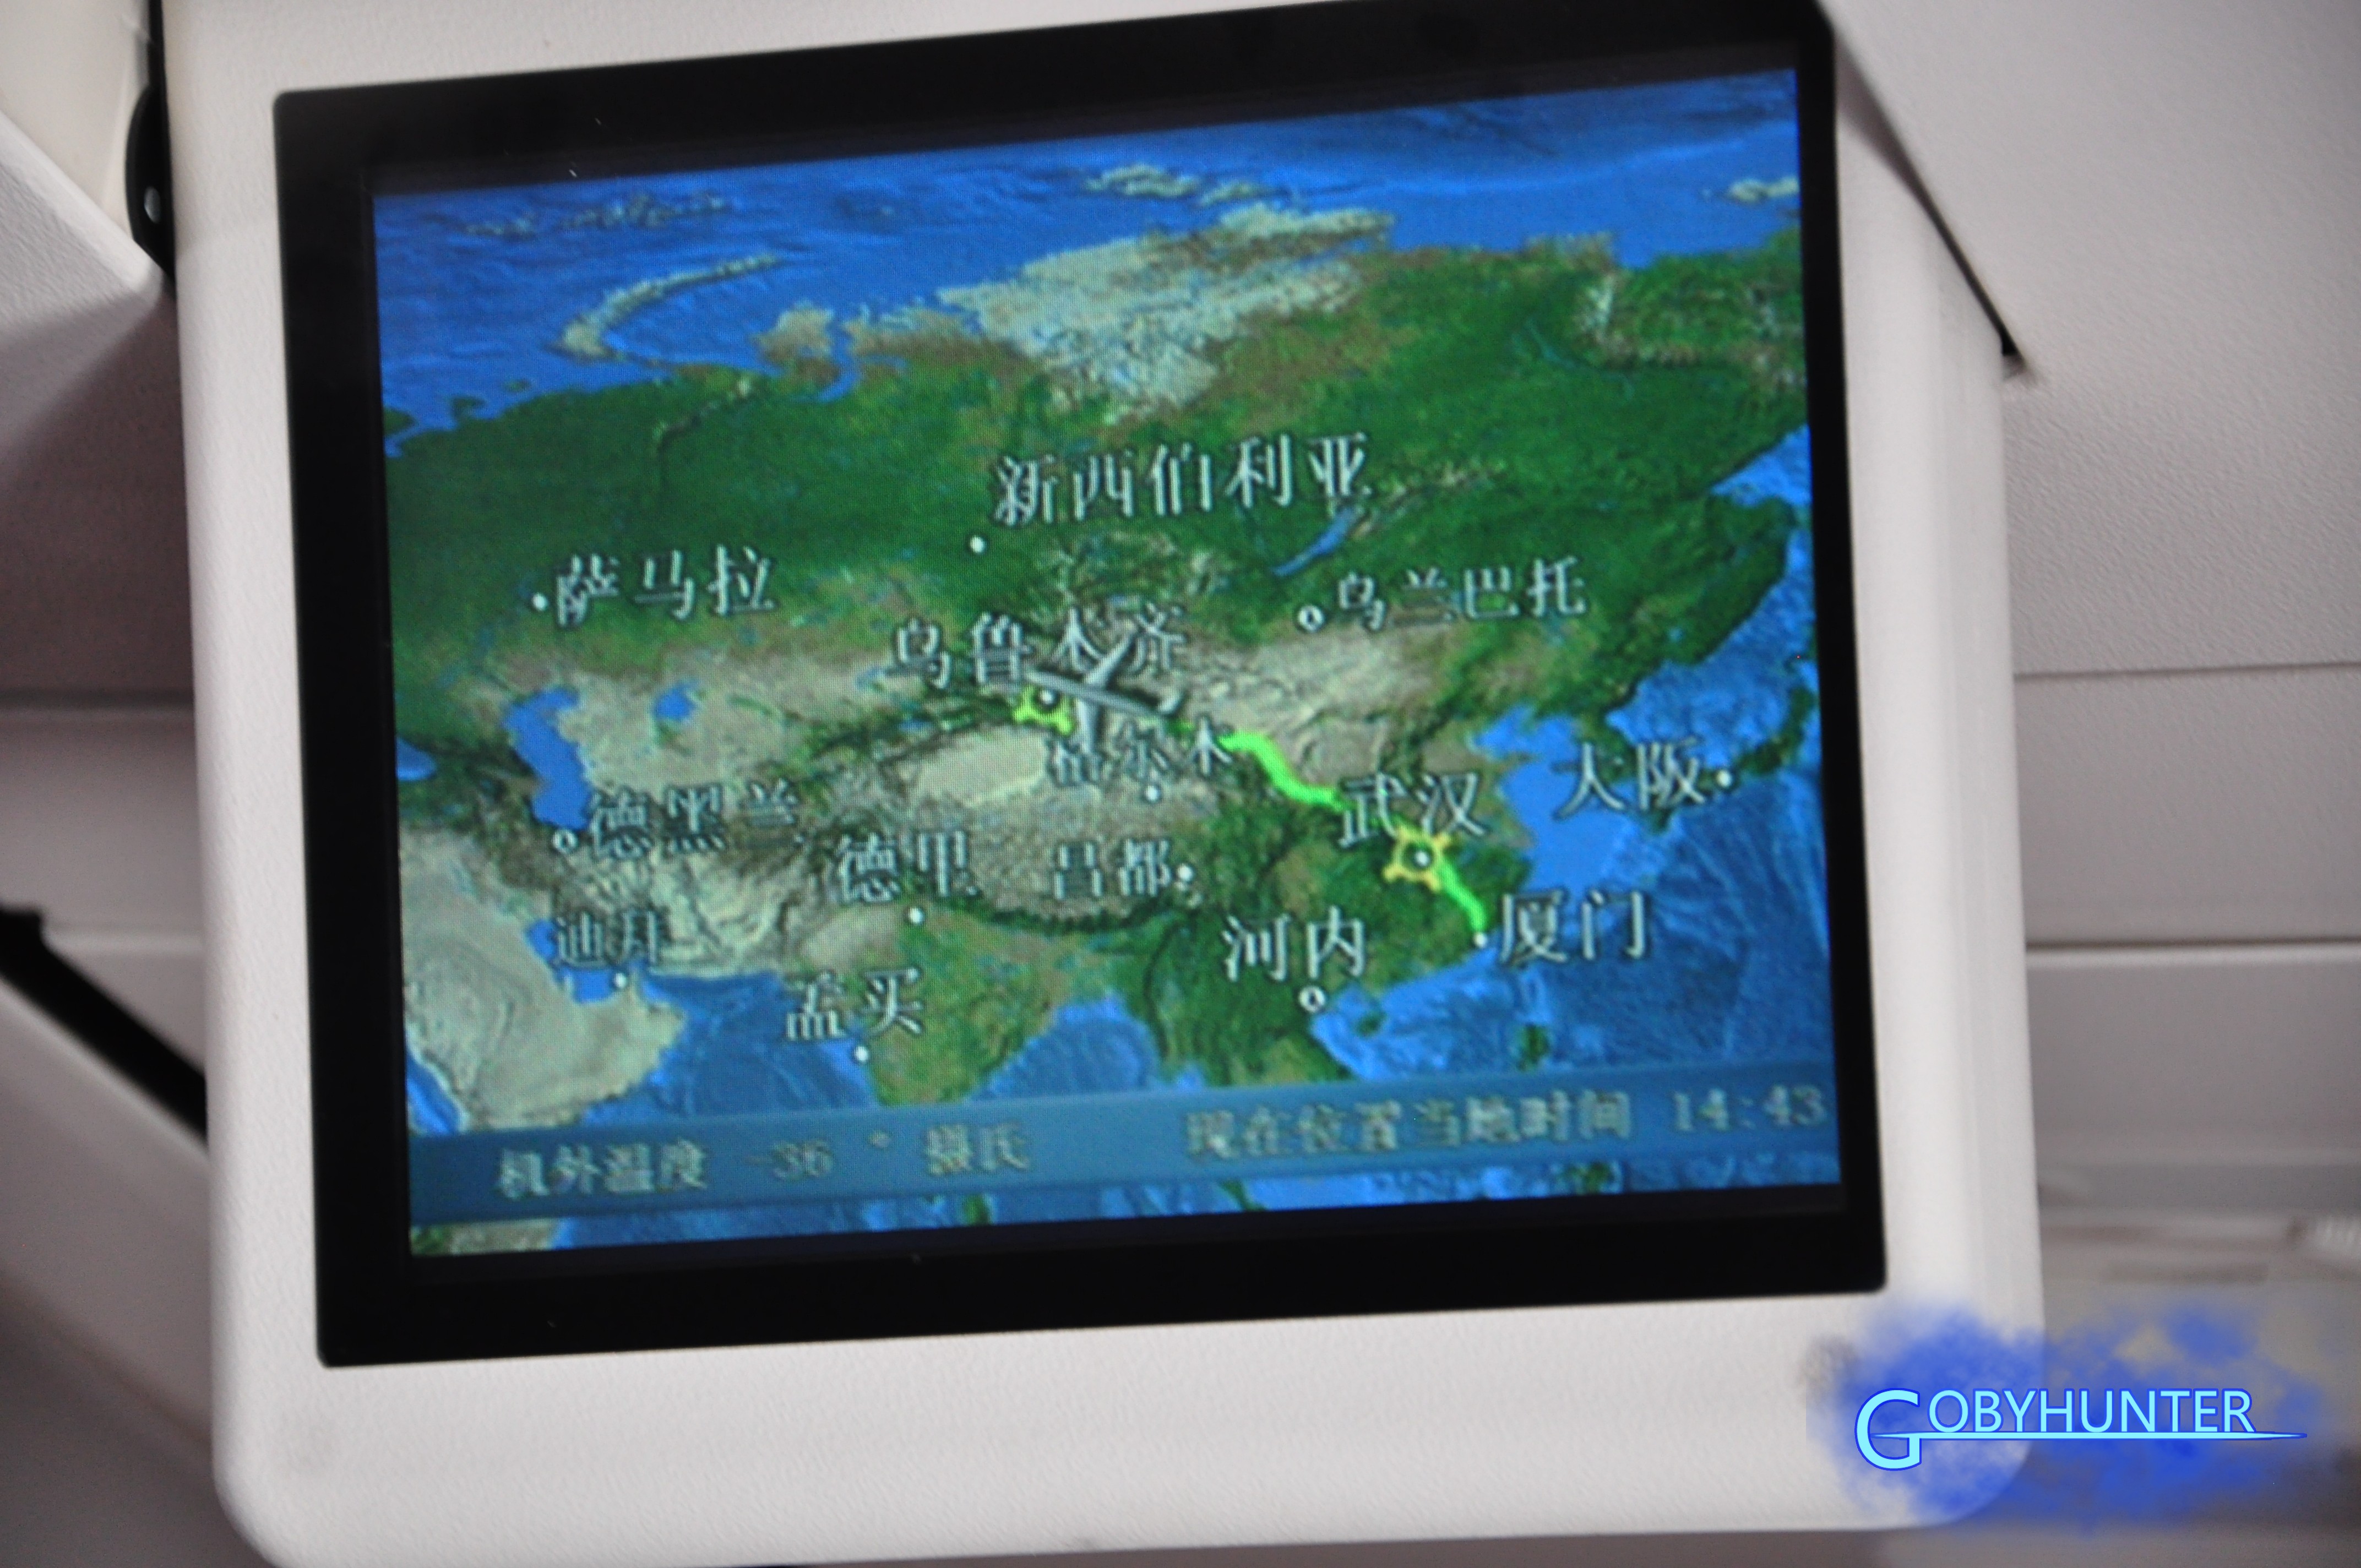 新西伯利亚
萨马拉
乌兰巴托
乌鲁木齐
格尔木
大阪
武汉
德黑兰
德里
昌都
厦门
迪拜
河内
孟买
机外温度 -36 ° 摄氏
现在位置当地时间 14:43
GOBYHUNTER